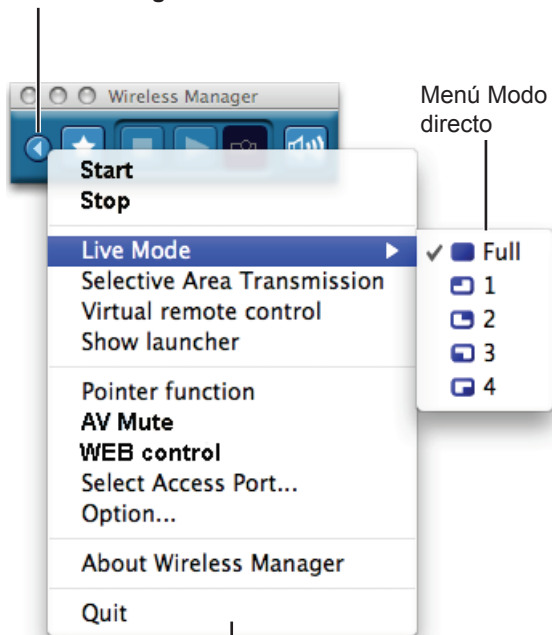 Wireless Manager
Menú Modo
directo
Start
Stop
Live Mode
Full
Selective Area Transmission
1
Virtual remote control
2
Show launcher
3
Pointer function
4
AV Mute
WEB control
Select Access Port...
Option...
About Wireless Manager
Quit